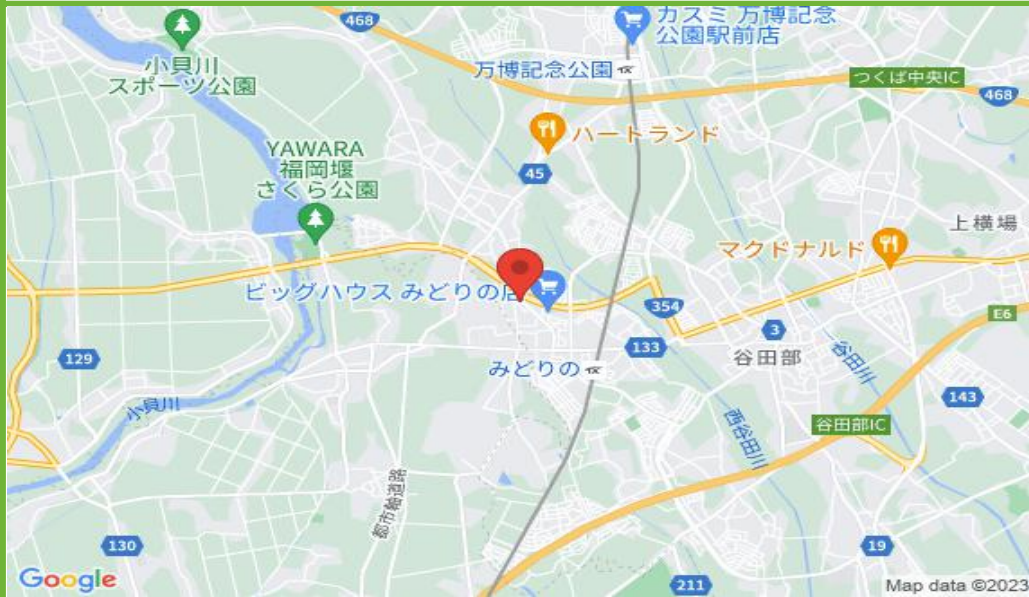 468
カスミ 万博記念
公園駅前店
小貝川
スポーツ公園
万博記念公園
つくば中央IC
468
ハートランド
YAWARA
福岡堰
さくら公園
45
上横場
マクドナルド
ビッグハウス みどりの店
354
E6
3
133
129
谷田部
みどりの
谷田川
143
小貝川
西谷田川
谷田部IC
都市軸道路
130
19
Google
211
Map data ©2023